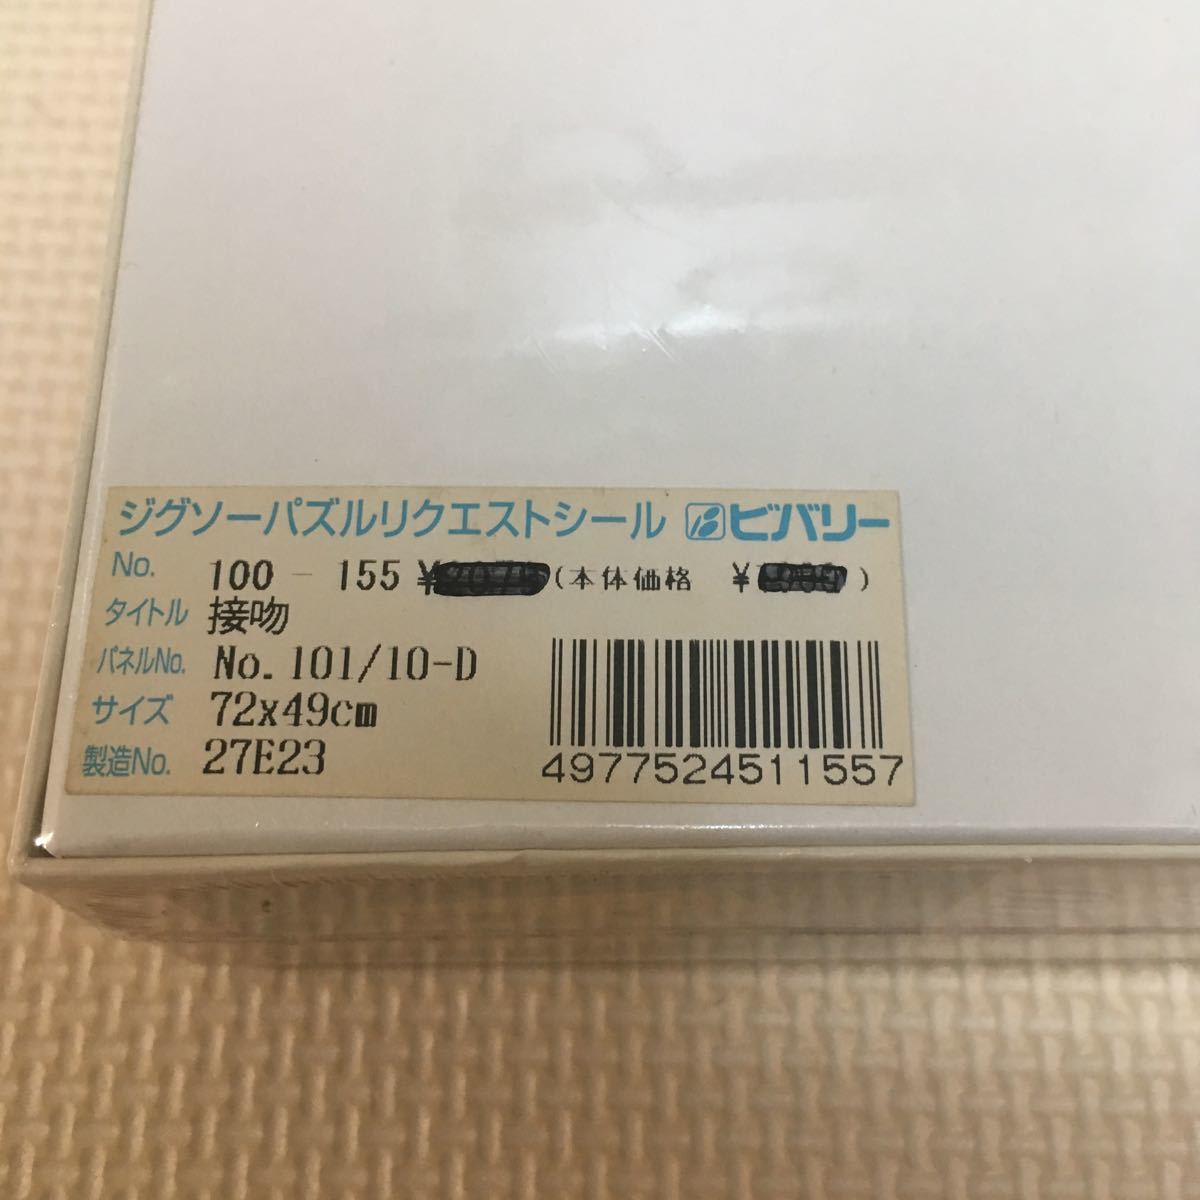 ジグソーパズルリクエストシール ビバリー
No. 100 - 155 ¥ (本体価格 ¥ )
タイトル 接吻
パネルNo. No.101/10-D
サイズ 72x49cm
製造No. 27E23
4977524511557